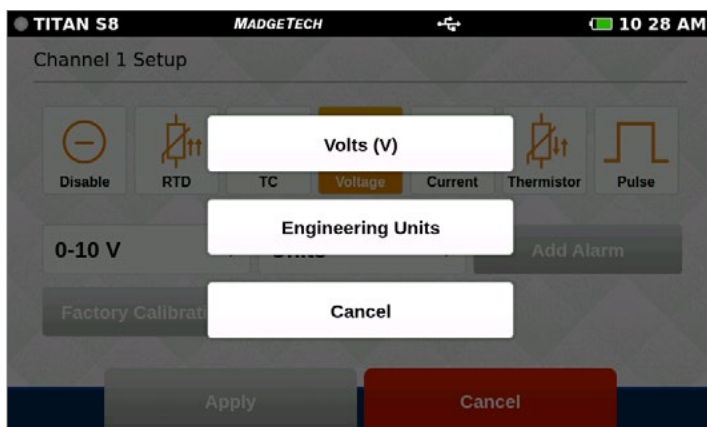 TITAN S8 MADGETECH 10 28 AM
Channel 1 Setup
Volts (V)
Disable RTD TC Voltage Current Thermistor Pulse
Engineering Units
0-10 V Units Add Alarm
Factory Calibrati
Cancel
Apply Cancel